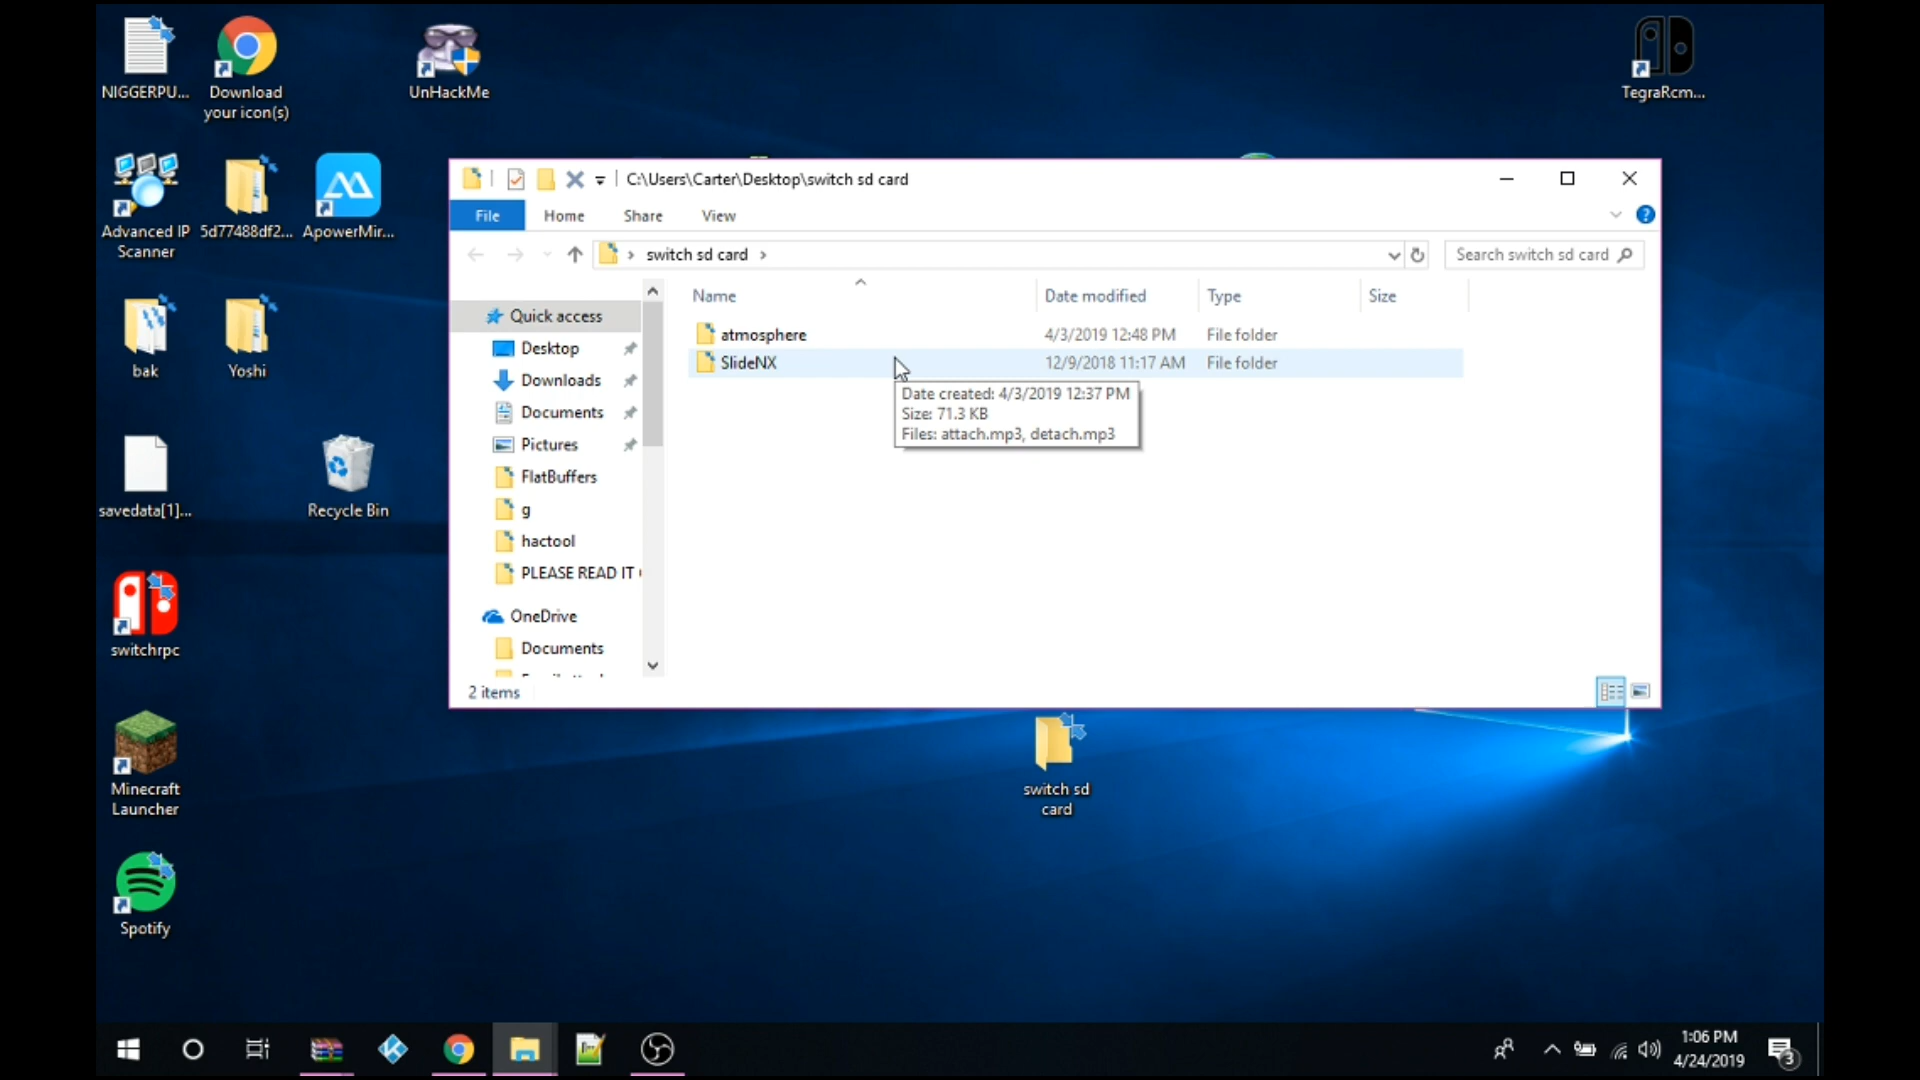 NIGGERPU...
Download
your icon(s)
UnHackMe
TegraRcm...
Advanced IP
Scanner
5d77488df2...
ApowerMir...
bak
Yoshi
savedata[1]...
Recycle Bin
switchrpc
Minecraft
Launcher
Spotify
C:\Users\Carter\Desktop\switch sd card
File
Home
Share
View
switch sd card
Search switch sd card
Name
Date modified
Type
Size
Quick access
Desktop
Downloads
Documents
Pictures
FlatBuffers
g
hactool
PLEASE READ IT
OneDrive
Documents
atmosphere 4/3/2019 12:48 PM File folder
SlideNX 12/9/2018 11:17 AM File folder
Date created: 4/3/2019 12:37 PM
Size: 71.3 KB
Files: attach.mp3, detach.mp3
2 items
switch sd
card
1:06 PM
4/24/2019
3